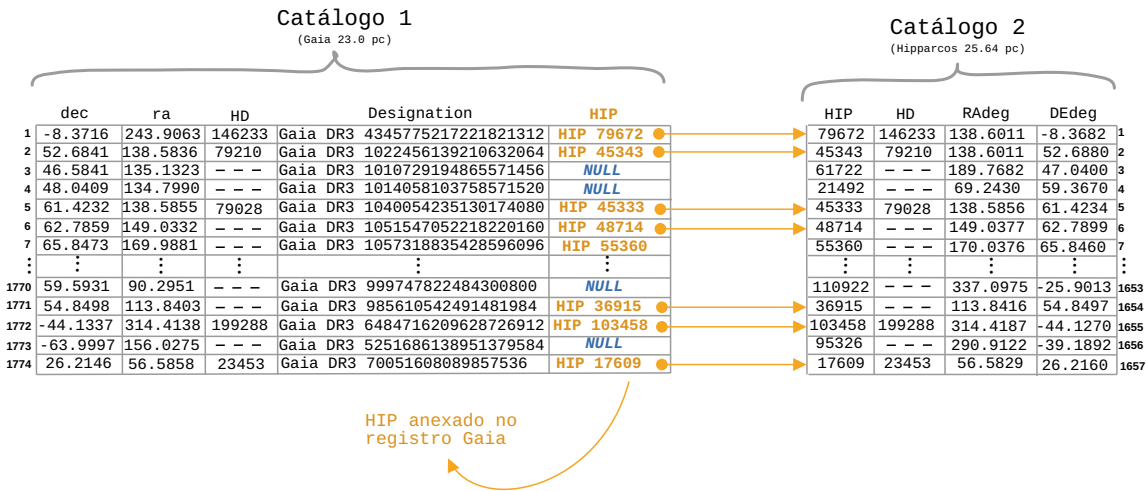 Catálogo 1
(Gaia 23.0 pc)
Catálogo 2
(Hipparcos 25.64 pc)
dec ra HD Designation HIP HIP HD RAdeg DEdeg
1 -8.3716 243.9063 146233 Gaia DR3 4345775217221821312 HIP 79672 79672 146233 138.6011 -8.3682 1
2 52.6841 138.5836 79210 Gaia DR3 1022456139210632064 HIP 45343 45343 79210 138.6011 52.6880 2
3 46.5841 135.1323 - - - Gaia DR3 1010729194865571456 NULL 61722 - - - 189.7682 47.0400 3
4 48.0409 134.7990 - - - Gaia DR3 1014058103758571520 NULL 21492 - - - 69.2430 59.3670 4
5 61.4232 138.5855 79028 Gaia DR3 1040054235130174080 HIP 45333 45333 79028 138.5856 61.4234 5
6 62.7859 149.0332 - - - Gaia DR3 1051547052218220160 HIP 48714 48714 - - - 149.0377 62.7899 6
7 65.8473 169.9881 - - - Gaia DR3 1057318835428596096 HIP 55360 55360 - - - 170.0376 65.8460 7
1770 59.5931 90.2951 - - - Gaia DR3 999747822484300800 NULL 110922 - - - 337.0975 -25.9013 1653
1771 54.8498 113.8403 - - - Gaia DR3 985610542491481984 HIP 36915 36915 - - - 113.8416 54.8497 1654
1772 -44.1337 314.4138 199288 Gaia DR3 6484716209628726912 HIP 103458 103458 199288 314.4187 -44.1270 1655
1773 -63.9997 156.0275 - - - Gaia DR3 5251686138951379584 NULL 95326 - - - 290.9122 -39.1892 1656
1774 26.2146 56.5858 23453 Gaia DR3 70051608089857536 HIP 17609 17609 23453 56.5829 26.2160 1657
HIP anexado no
registro Gaia